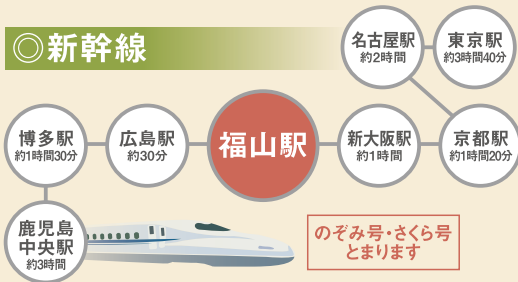 ◎新幹線
名古屋駅
約2時間
東京駅
約3時間40分
博多駅
約1時間30分
広島駅
約30分
福山駅
新大阪駅
約1時間
京都駅
約1時間20分
鹿児島
中央駅
約3時間
のぞみ号・さくら号
とまります